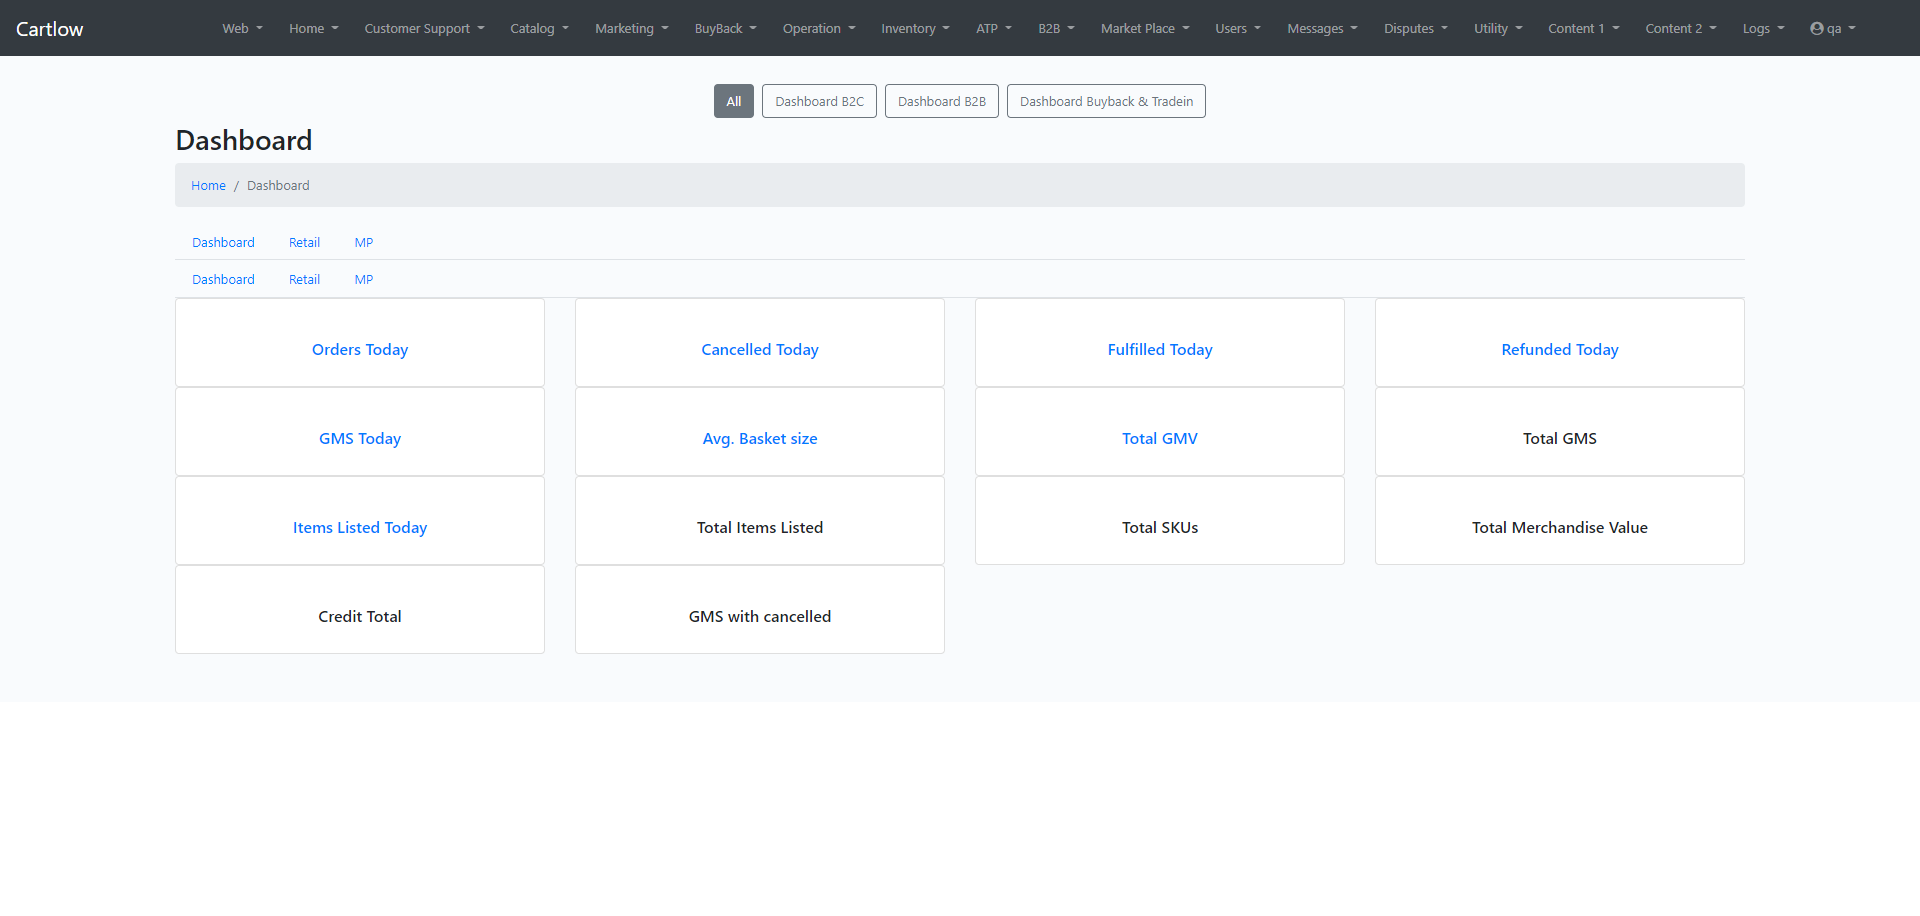 Cartlow Web Home Customer Support Catalog Marketing BuyBack Operation Inventory ATP B2B Market Place Users Messages Disputes Utility Content 1 Content 2 Logs qa
All Dashboard B2C Dashboard B2B Dashboard Buyback & Tradein
Dashboard
Home / Dashboard
Dashboard Retail MP
Dashboard Retail MP
Orders Today Cancelled Today Fulfilled Today Refunded Today
GMS Today Avg. Basket size Total GMV Total GMS
Items Listed Today Total Items Listed Total SKUs Total Merchandise Value
Credit Total GMS with cancelled